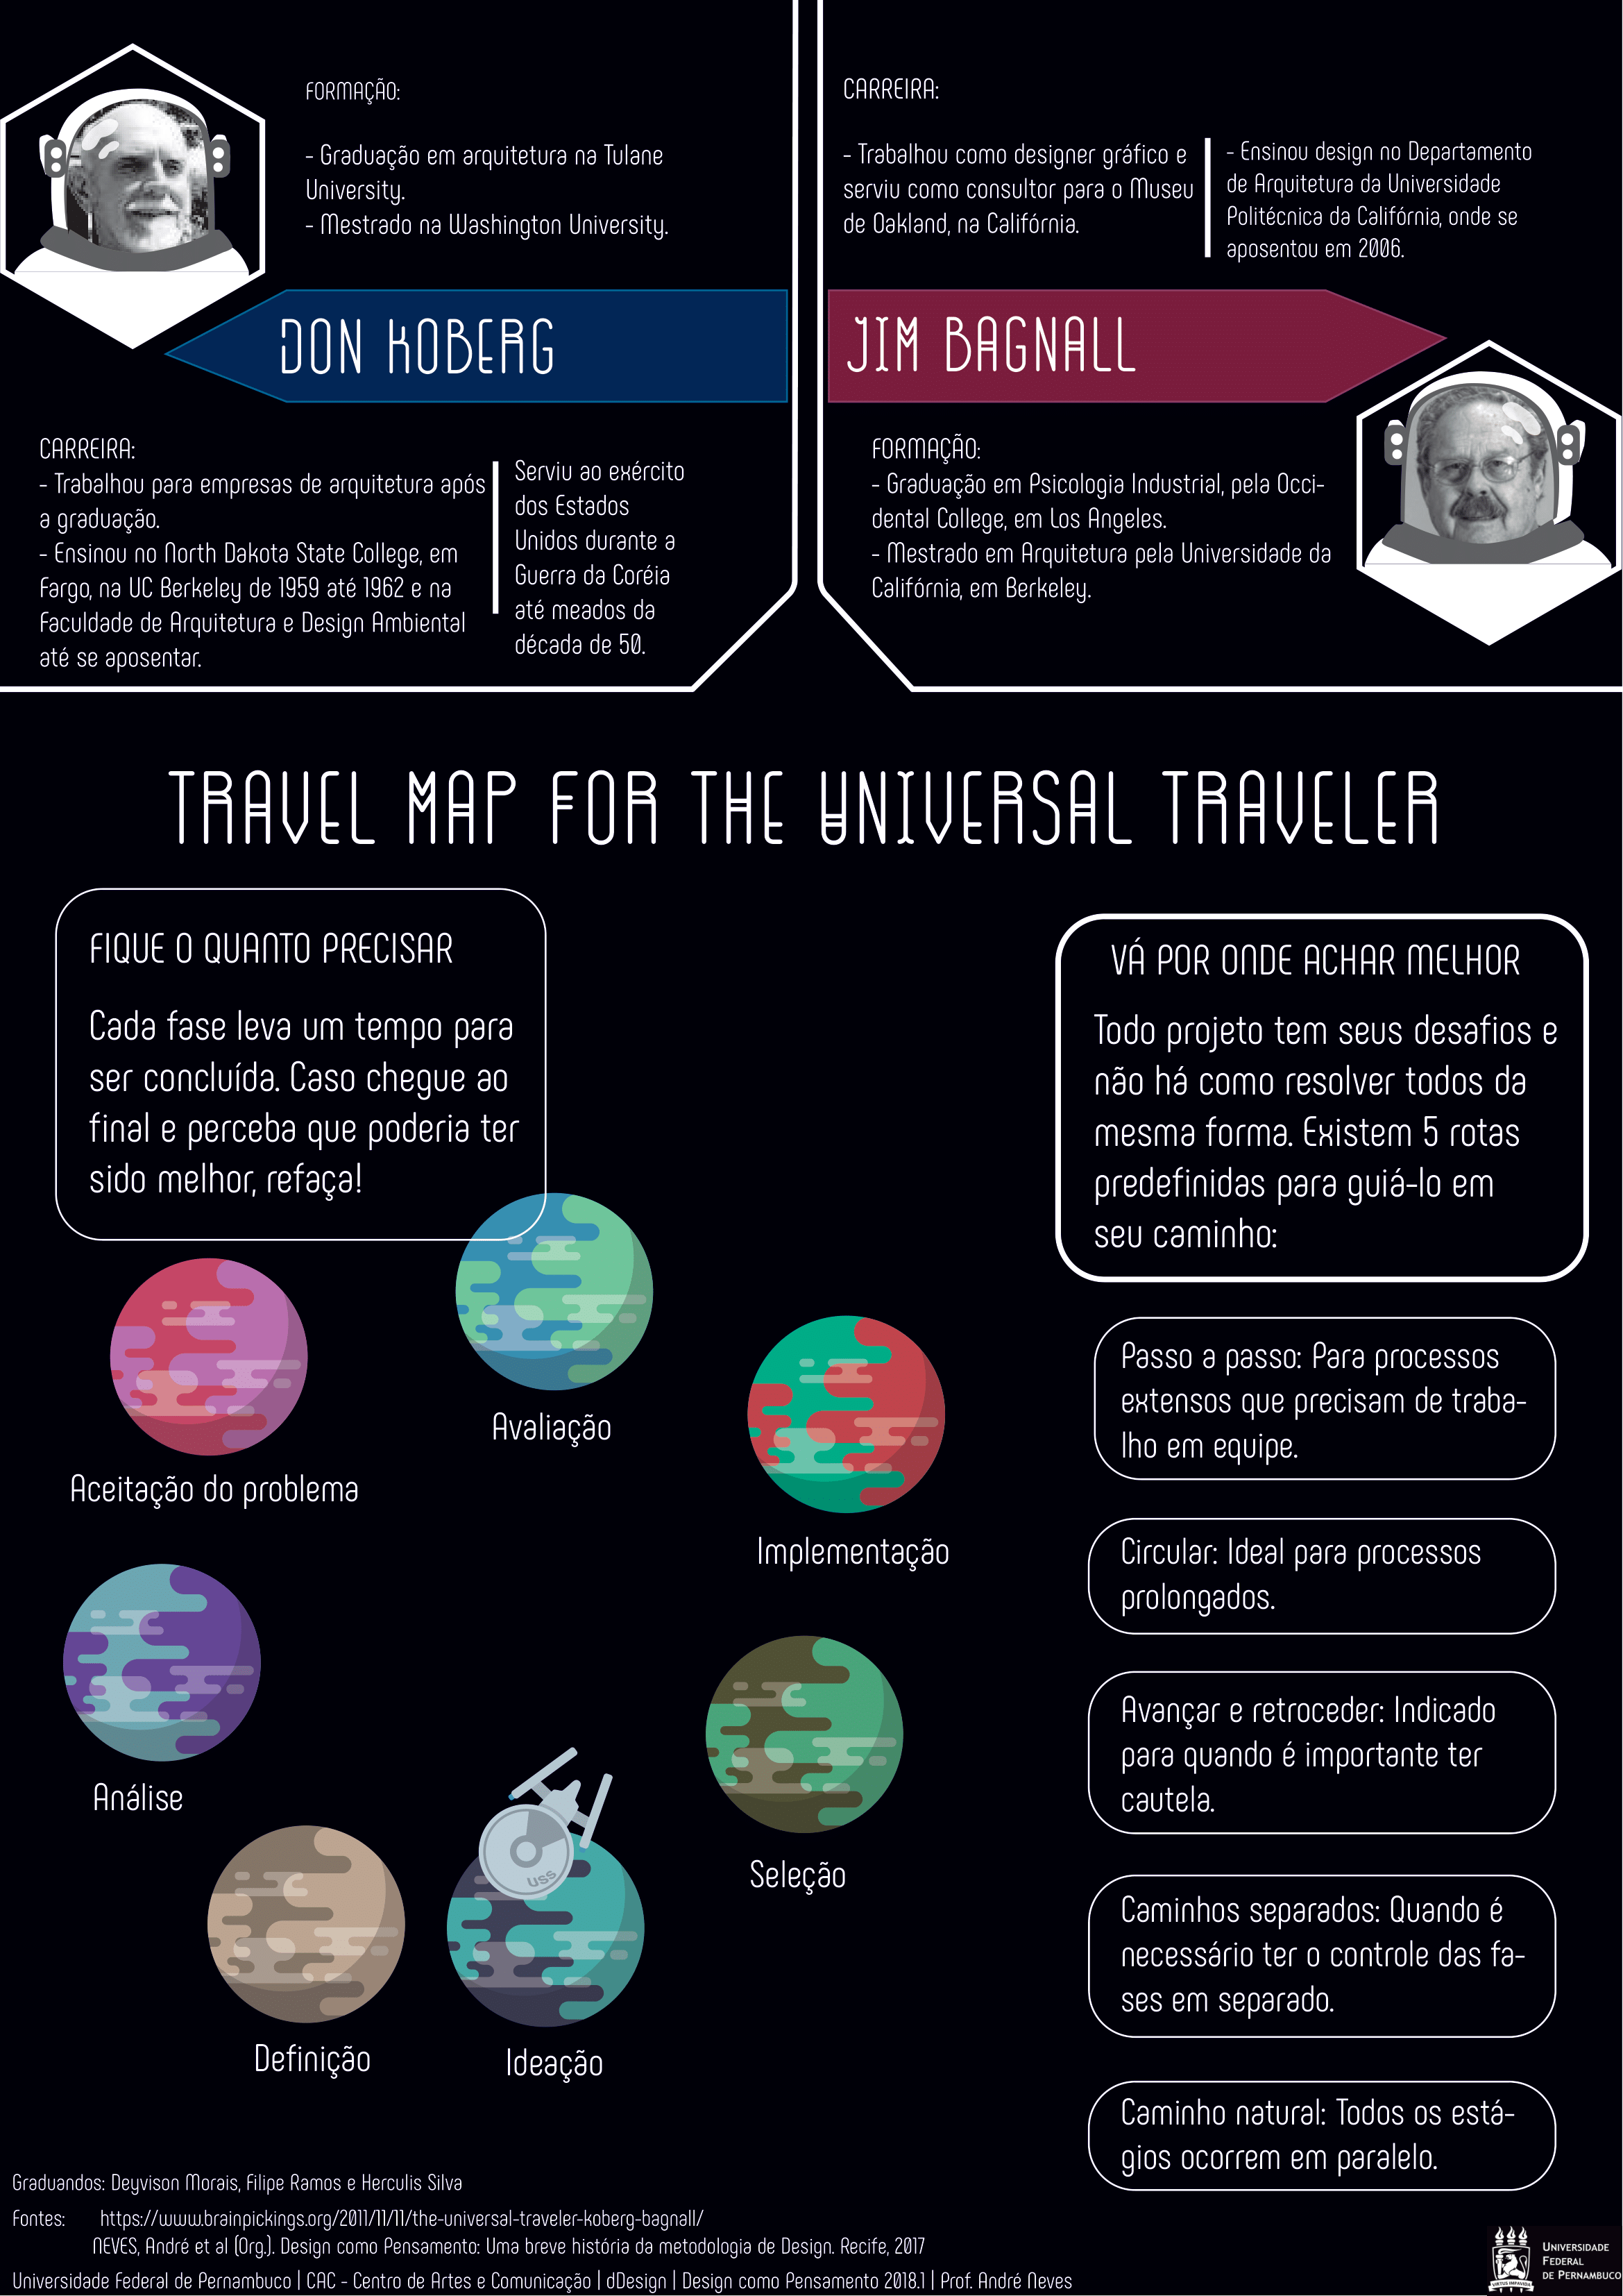 FORMAÇÃO:
- Graduação em arquitetura na Tulane
University.
- Mestrado na Washington University.
DON KOBERG
CARREIRA:
- Trabalhou para empresas de arquitetura após
a graduação.
- Ensinou no North Dakota State College, em
Fargo, na UC Berkeley de 1959 até 1962 e na
Faculdade de Arquitetura e Design Ambiental
até se aposentar.
Serviu ao exército
dos Estados
Unidos durante a
Guerra da Coréia
até meados da
década de 50.
CARREIRA:
- Trabalhou como designer gráfico e
serviu como consultor para o Museu
de Oakland, na Califórnia.
- Ensinou design no Departamento
de Arquitetura da Universidade
Politécnica da Califórnia, onde se
aposentou em 2006.
JIM BAGNALL
FORMAÇÃO:
- Graduação em Psicologia Industrial, pela Occi-
dental College, em Los Angeles.
- Mestrado em Arquitetura pela Universidade da
Califórnia, em Berkeley.
TRAVEL MAP FOR THE UNIVERSAL TRAVELER
FIQUE O QUANTO PRECISAR
Cada fase leva um tempo para
ser concluída. Caso chegue ao
final e perceba que poderia ter
sido melhor, refaça!
Aceitação do problema
Avaliação
Implementação
Análise
Seleção
USS
Definição
Ideação
VÁ POR ONDE ACHAR MELHOR
Todo projeto tem seus desafios e
não há como resolver todos da
mesma forma. Existem 5 rotas
predefinidas para guiá-lo em
seu caminho:
Passo a passo: Para processos
extensos que precisam de traba-
lho em equipe.
Circular: Ideal para processos
prolongados.
Avançar e retroceder: Indicado
para quando é importante ter
cautela.
Caminhos separados: Quando é
necessário ter o controle das fa-
ses em separado.
Caminho natural: Todos os está-
gios ocorrem em paralelo.
Graduandos: Deyvison Morais, Filipe Ramos e Herculis Silva
Fontes: https://www.brainpickings.org/2011/11/11/the-universal-traveler-koberg-bagnall/
NEVES, André et al (Org.). Design como Pensamento: Uma breve história da metodologia de Design. Recife, 2017
Universidade Federal de Pernambuco | CAC - Centro de Artes e Comunicação | dDesign | Design como Pensamento 2018.1 | Prof. André Neves
VIRTUS IMPAVIDA
UNIVERSIDADE
FEDERAL
DE PERNAMBUCO